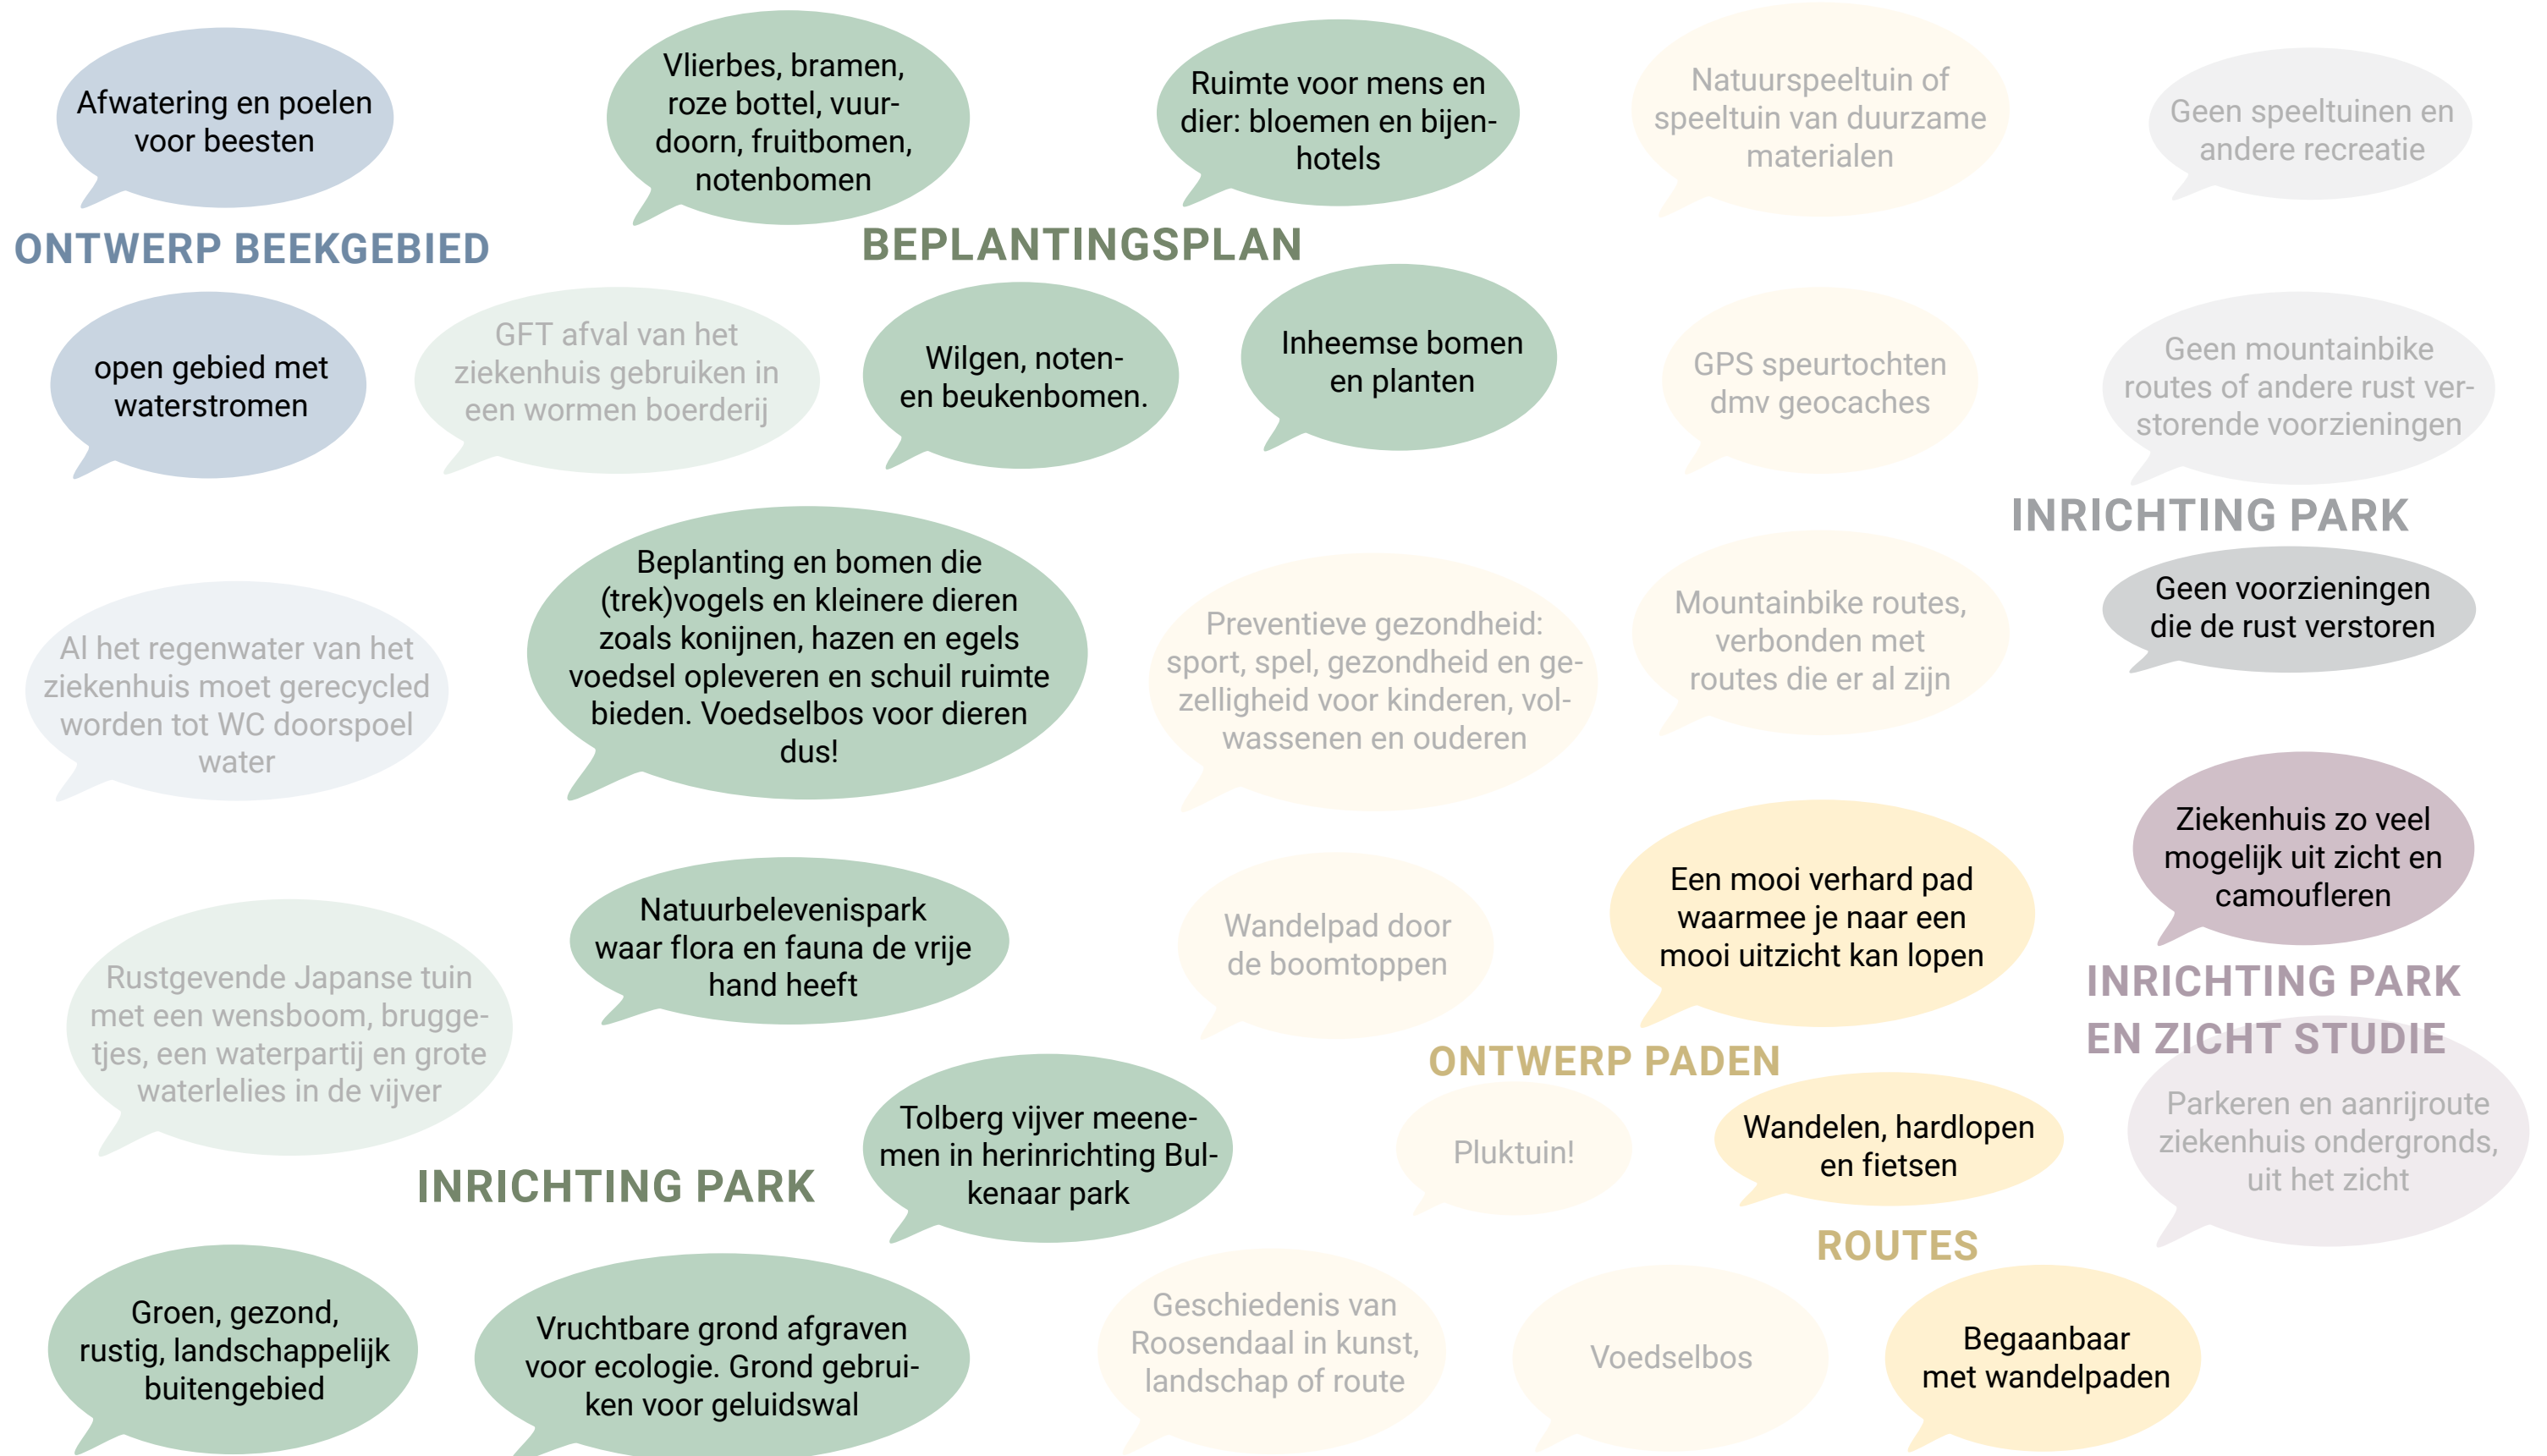 Afwatering en poelen
voor beesten
Vlierbes, bramen,
roze bottel, vuur-
doorn, fruitbomen,
notenbomen
Ruimte voor mens en
dier: bloemen en bijen-
hotels
Natuurspeeltuin of
speeltuin van duurzame
materialen
Geen speeltuinen en
andere recreatie
ONTWERP BEEKGEBIED
BEPLANTINGSPLAN
open gebied met
waterstromen
GFT afval van het
ziekenhuis gebruiken in
een wormen boerderij
Wilgen, noten-
en beukenbomen.
Inheemse bomen
en planten
GPS speurtochten
dmv geocaches
Geen mountainbike
routes of andere rust ver-
storende voorzieningen
INRICHTING PARK
Al het regenwater van het
ziekenhuis moet gerecycled
worden tot WC doorspoel
water
Beplanting en bomen die
(trek)vogels en kleinere dieren
zoals konijnen, hazen en egels
voedsel opleveren en schuil ruimte
bieden. Voedselbos voor dieren
dus!
Preventieve gezondheid:
sport, spel, gezondheid en ge-
zelligheid voor kinderen, vol-
wassenen en ouderen
Mountainbike routes,
verbonden met
routes die er al zijn
Geen voorzieningen
die de rust verstoren
Ziekenhuis zo veel
mogelijk uit zicht en
camoufleren
Rustgevende Japanse tuin
met een wensboom, brugge-
tjes, een waterpartij en grote
waterlelies in de vijver
Natuurbelevenispark
waar flora en fauna de vrije
hand heeft
Wandelpad door
de boomtoppen
Een mooi verhard pad
waarmee je naar een
mooi uitzicht kan lopen
INRICHTING PARK
EN ZICHT STUDIE
ONTWERP PADEN
Tolberg vijver meene-
men in herinrichting Bul-
kenaar park
Pluktuin!
Wandelen, hardlopen
en fietsen
Parkeren en aanrijroute
ziekenhuis ondergronds,
uit het zicht
INRICHTING PARK
ROUTES
Groen, gezond,
rustig, landschappelijk
buitengebied
Vruchtbare grond afgraven
voor ecologie. Grond gebrui-
ken voor geluidswal
Geschiedenis van
Roosendaal in kunst,
landschap of route
Voedselbos
Begaanbaar
met wandelpaden